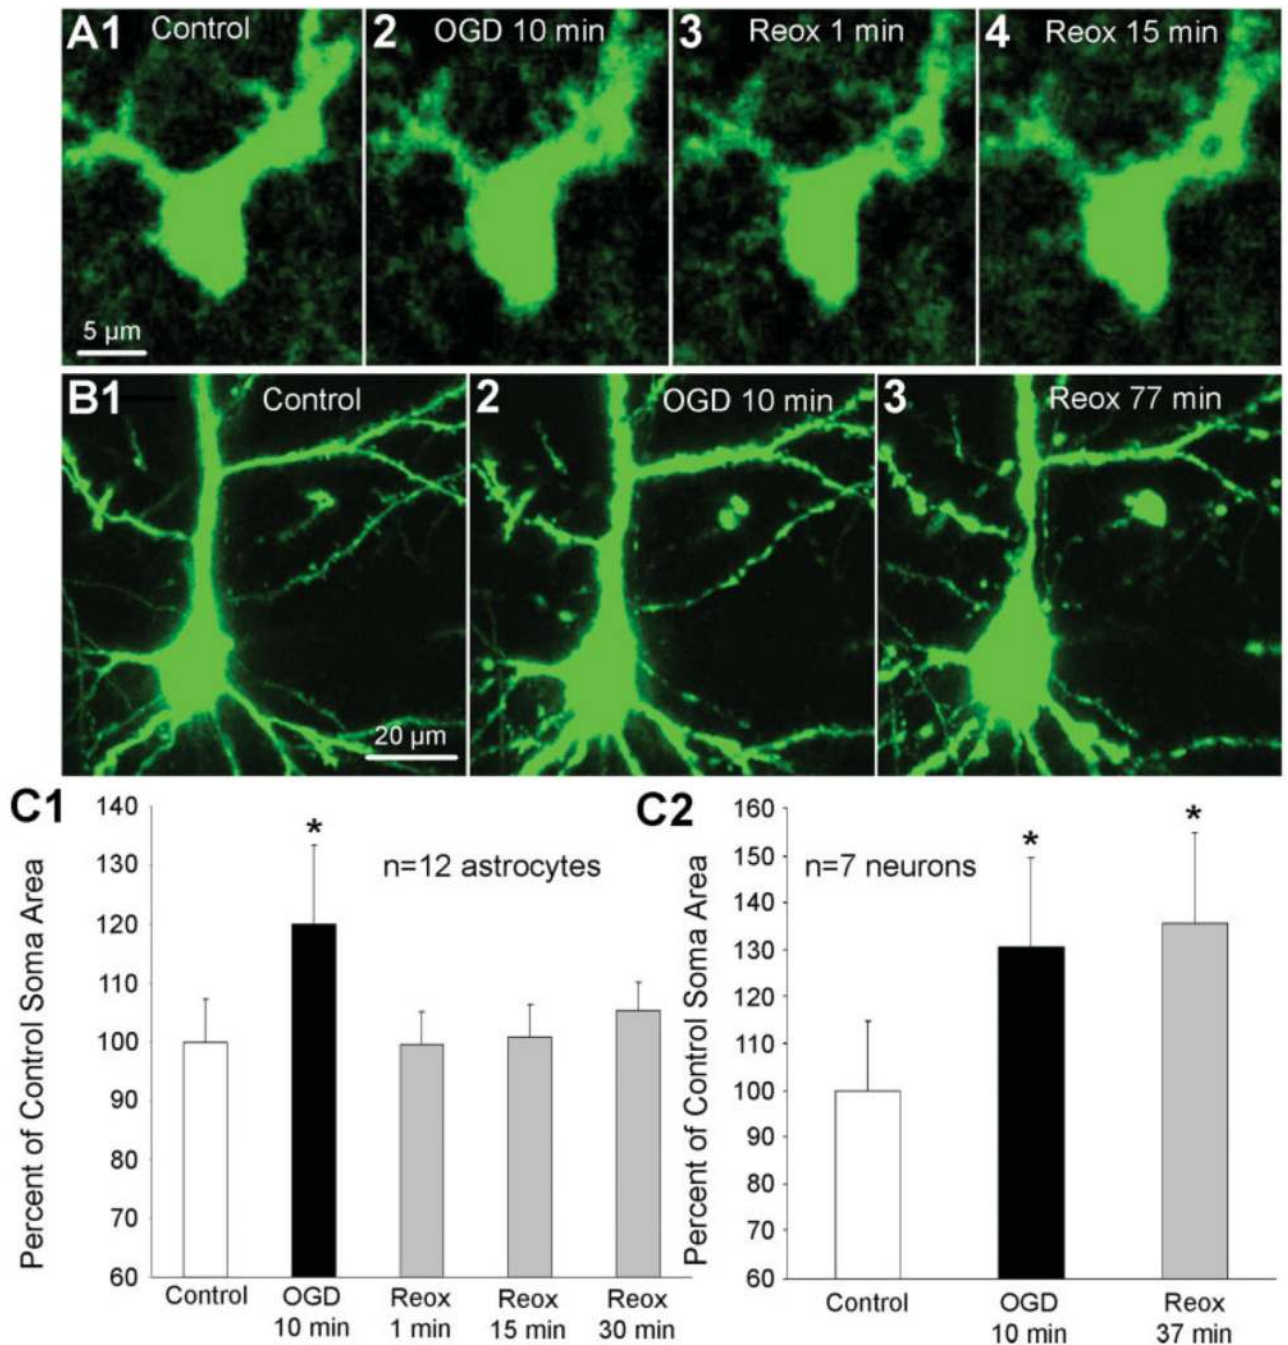 A1 Control
2 OGD 10 min
3 Reox 1 min
4 Reox 15 min
5 µm
B1 Control
2 OGD 10 min
3 Reox 77 min
20 µm
C1
Percent of Control Soma Area
140
130
120
110
100
90
80
70
60
*
n=12 astrocytes
Control
OGD
10 min
Reox
1 min
Reox
15 min
Reox
30 min
C2
Percent of Control Soma Area
160
150
140
130
120
110
100
90
80
70
60
*
*
n=7 neurons
Control
OGD
10 min
Reox
37 min